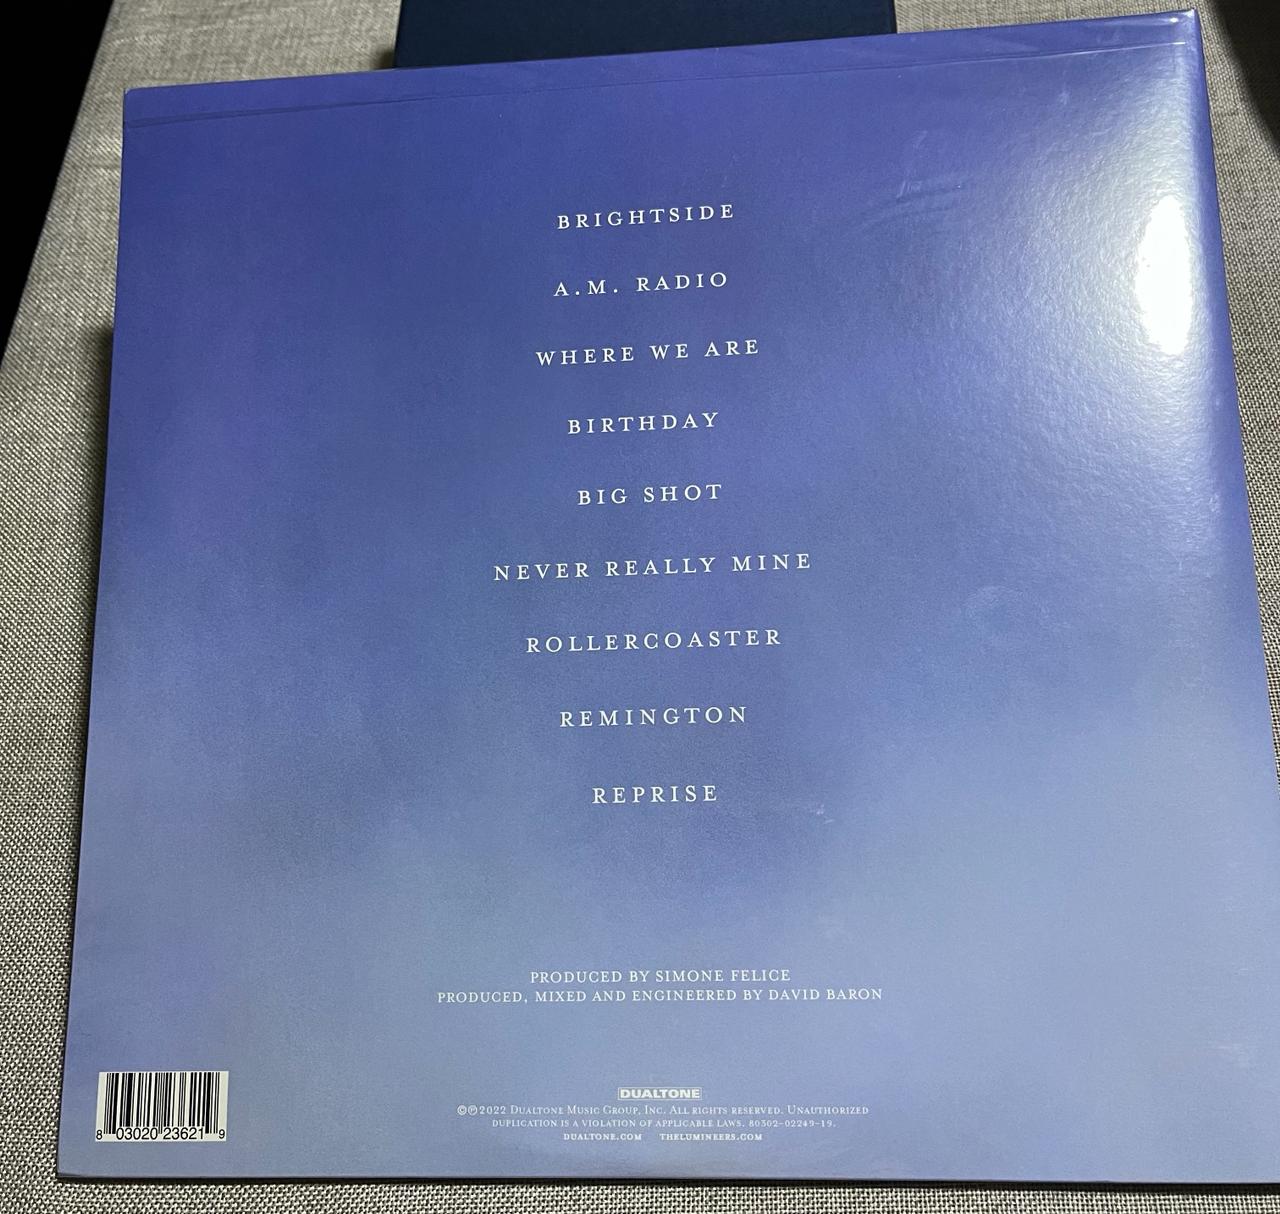 BRIGHTSIDE
A.M. RADIO
WHERE WE ARE
BIRTHDAY
BIG SHOT
NEVER REALLY MINE
ROLLERCOASTER
REMINGTON
REPRISE
PRODUCED BY SIMONE FELICE
PRODUCED, MIXED AND ENGINEERED BY DAVID BARON
DUALTONE
©℗2022 DUALTONE MUSIC GROUP, INC. ALL RIGHTS RESERVED. UNAUTHORIZED
DUPLICATION IS A VIOLATION OF APPLICABLE LAWS. 80302-02249-19.
DUALTONE.COM THELUMINEERS.COM
8 03020 23621 9